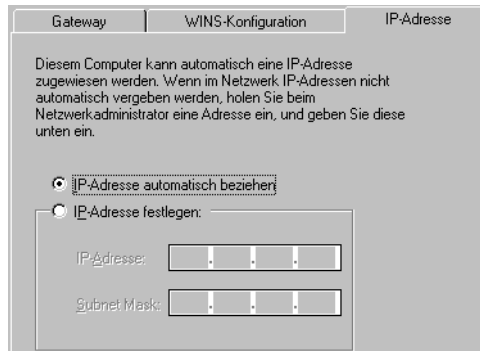 Gateway WINS-Konfiguration IP-Adresse
Diesem Computer kann automatisch eine IP-Adresse
zugewiesen werden. Wenn im Netzwerk IP-Adressen nicht
automatisch vergeben werden, holen Sie beim
Netzwerkadministrator eine Adresse ein, und geben Sie diese
unten ein.
IP-Adresse automatisch beziehen
IP-Adresse festlegen:
IP-Adresse: . . .
Subnet Mask: . . .